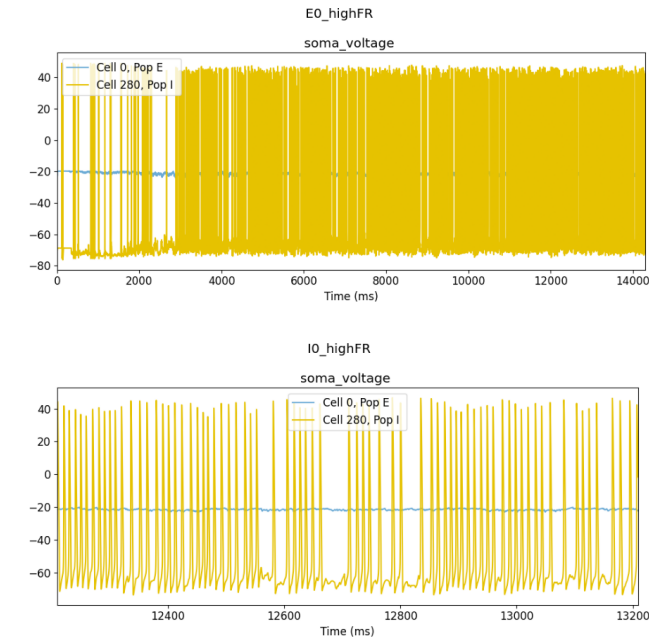 E0_highFR
soma_voltage
Cell 0, Pop E
Cell 280, Pop I
40
20
0
−20
−40
−60
−80
0 2000 4000 6000 8000 10000 12000 14000
Time (ms)
I0_highFR
soma_voltage
Cell 0, Pop E
Cell 280, Pop I
40
20
0
−20
−40
−60
12400 12600 12800 13000 13200
Time (ms)